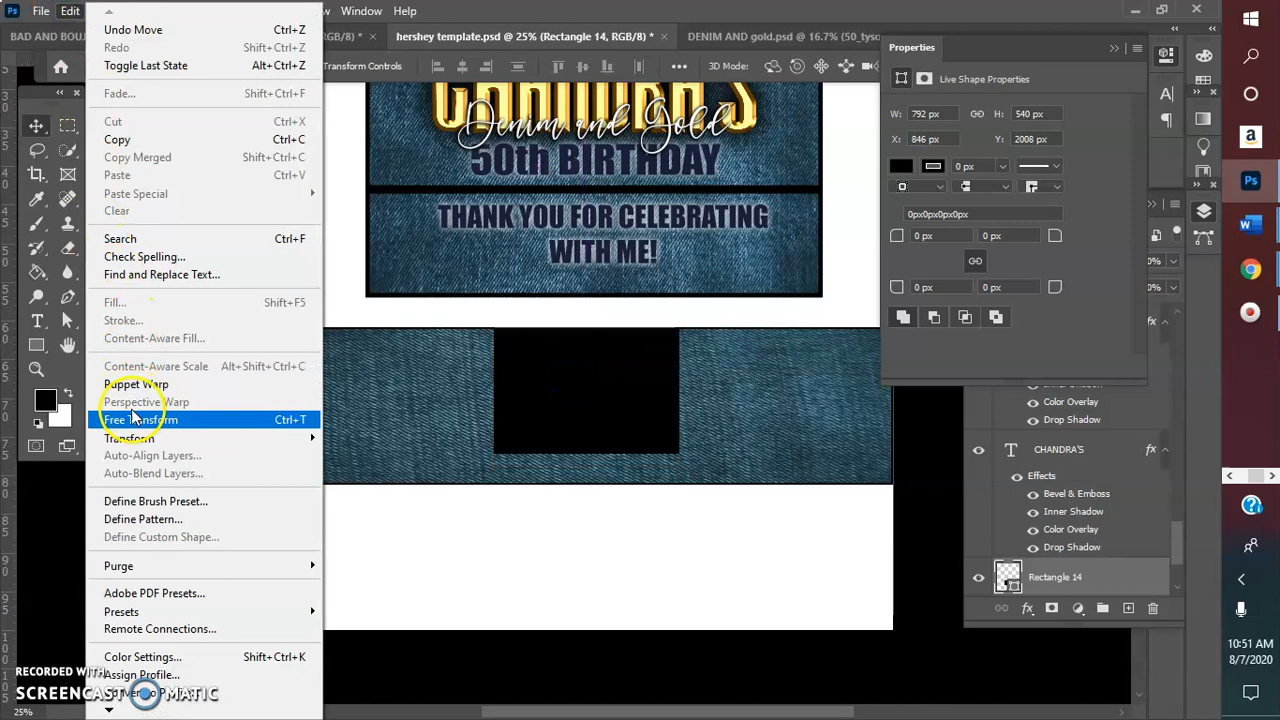 Ps File Edit Window Help
BAD AND BOUJ RGB/8) * × hershey template.psd @ 25% (Rectangle 14, RGB/8) * × DENIM AND gold.psd @ 16.7% (50_tyso
Transform Controls ••• 3D Mode:
Undo Move Ctrl+Z
Redo Shift+Ctrl+Z
Toggle Last State Alt+Ctrl+Z
Fade... Shift+Ctrl+F
Cut Ctrl+X
Copy Ctrl+C
Copy Merged Shift+Ctrl+C
Paste Ctrl+V
Paste Special
Clear
Search Ctrl+F
Check Spelling...
Find and Replace Text...
Fill... Shift+F5
Stroke...
Content-Aware Fill...
Content-Aware Scale Alt+Shift+Ctrl+C
Puppet Warp
Perspective Warp
Free Transform Ctrl+T
Transform
Auto-Align Layers...
Auto-Blend Layers...
Define Brush Preset...
Define Pattern...
Define Custom Shape...
Purge
Adobe PDF Presets...
Presets
Remote Connections...
Color Settings... Shift+Ctrl+K
Assign Profile...
CHANDRA'S
Denim and Gold
50th BIRTHDAY
THANK YOU FOR CELEBRATING
WITH ME!
Properties
Live Shape Properties
W: 792 px H: 540 px
X: 846 px Y: 2008 px
0 px
0px0px0px0px
0 px 0 px
0 px 0 px
Color Overlay
Drop Shadow
T CHANDRA'S fx
Effects
Bevel & Emboss
Inner Shadow
Color Overlay
Drop Shadow
Rectangle 14
10:51 AM
8/7/2020
RECORDED WITH
SCREENCAST MATIC
25%